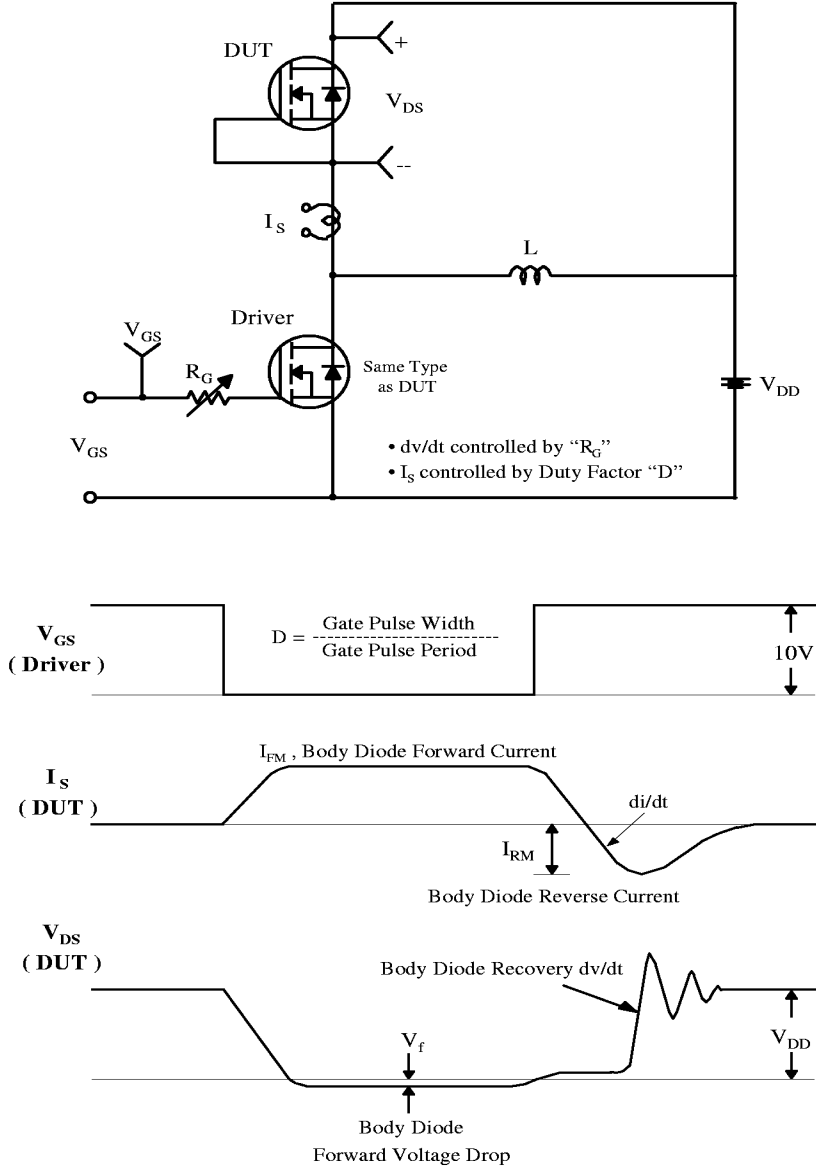 DUT
+
V_DS
--
I_S
L
Driver
V_GS
R_G
Same Type
as DUT
V_DD
V_GS
• dv/dt controlled by “R_G”
• I_S controlled by Duty Factor “D”
V_GS
( Driver )
D = Gate Pulse Width
--------------------------
Gate Pulse Period
10V
I_FM , Body Diode Forward Current
I_S
( DUT )
di/dt
I_RM
Body Diode Reverse Current
V_DS
( DUT )
Body Diode Recovery dv/dt
V_f
V_DD
Body Diode
Forward Voltage Drop